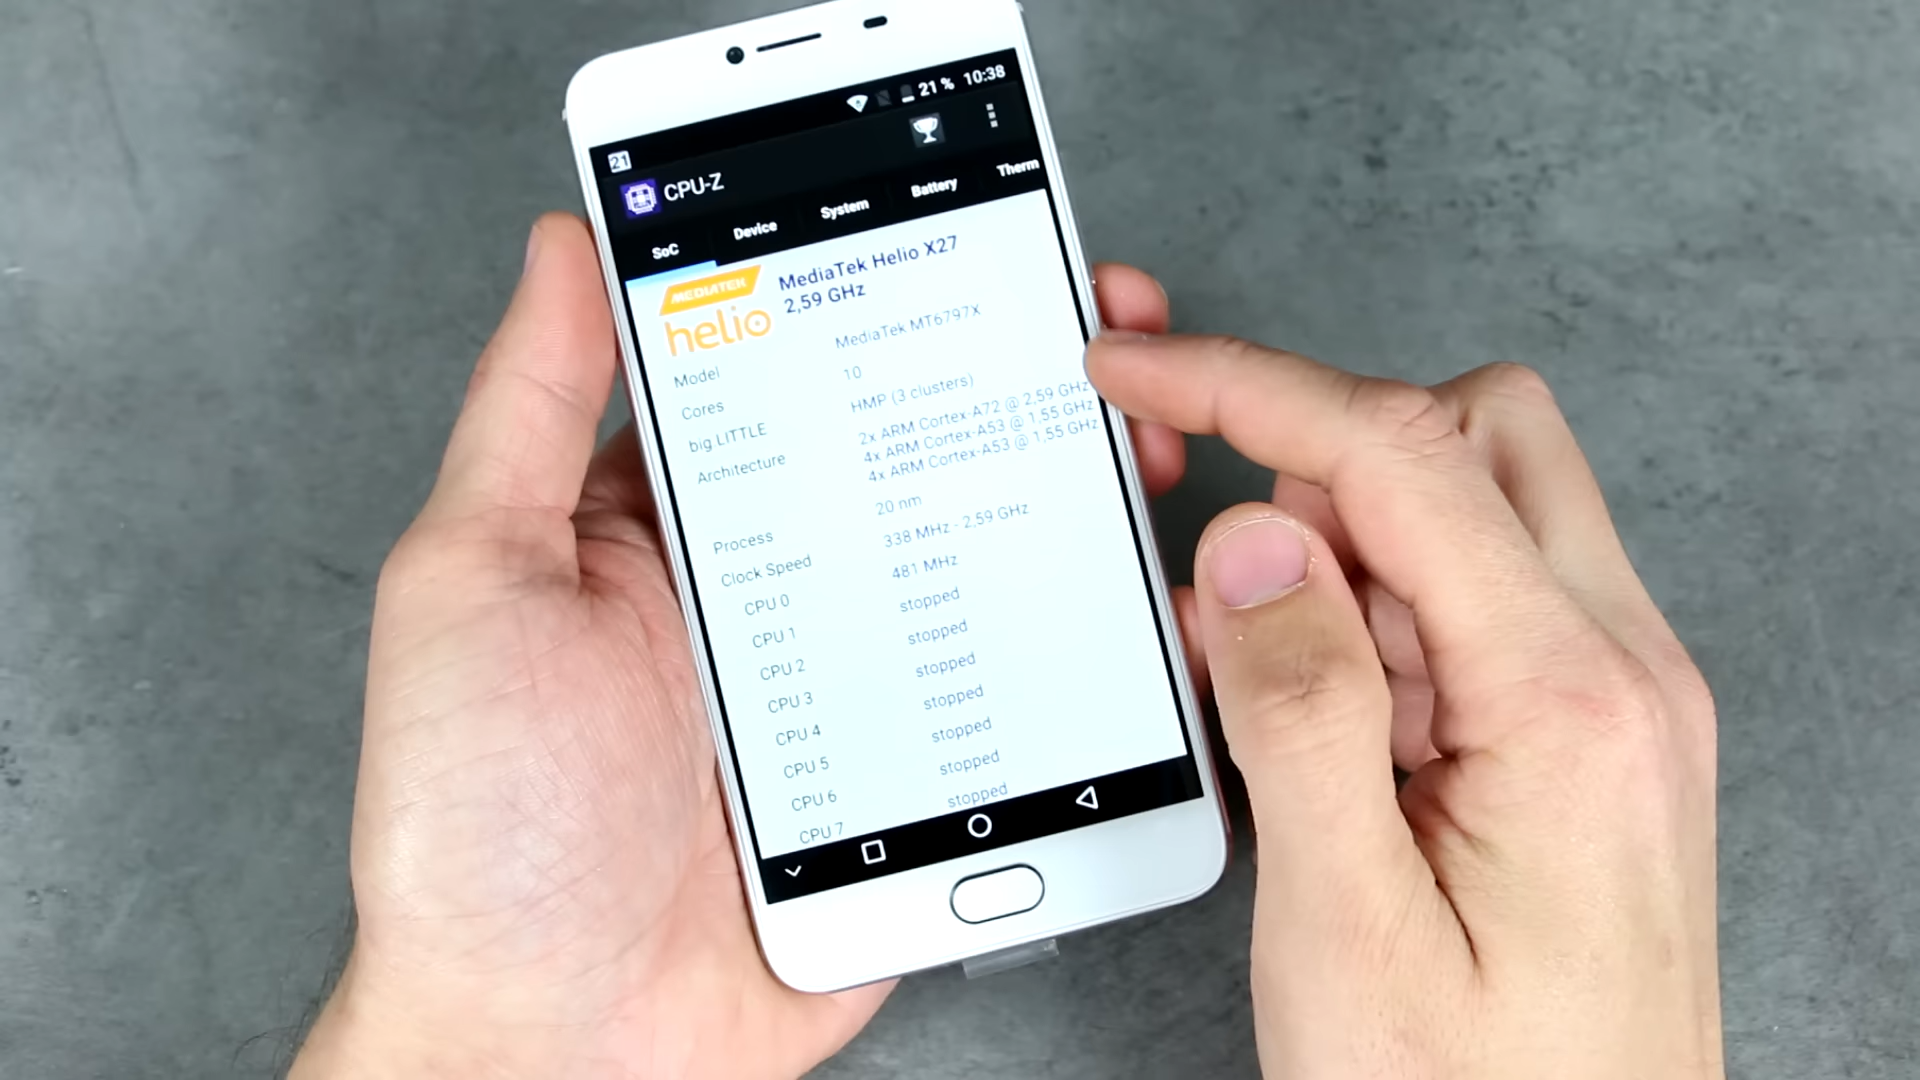 21 % 10:38
21
CPU-Z
SoC Device System Battery Therm
MEDIATEK
helio
MediaTek Helio X27
2,59 GHz
Model MediaTek MT6797X
Cores 10
big.LITTLE HMP (3 clusters)
Architecture 2x ARM Cortex-A72 @ 2,59 GHz
4x ARM Cortex-A53 @ 1,55 GHz
4x ARM Cortex-A53 @ 1,55 GHz
Process 20 nm
Clock Speed 338 MHz - 2,59 GHz
CPU 0 481 MHz
CPU 1 stopped
CPU 2 stopped
CPU 3 stopped
CPU 4 stopped
CPU 5 stopped
CPU 6 stopped
CPU 7 stopped